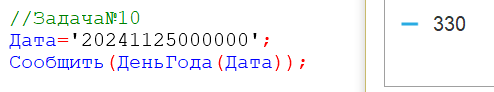 //Задача№10
Дата='20241125000000';
Сообщить(ДеньГода(Дата));
– 330